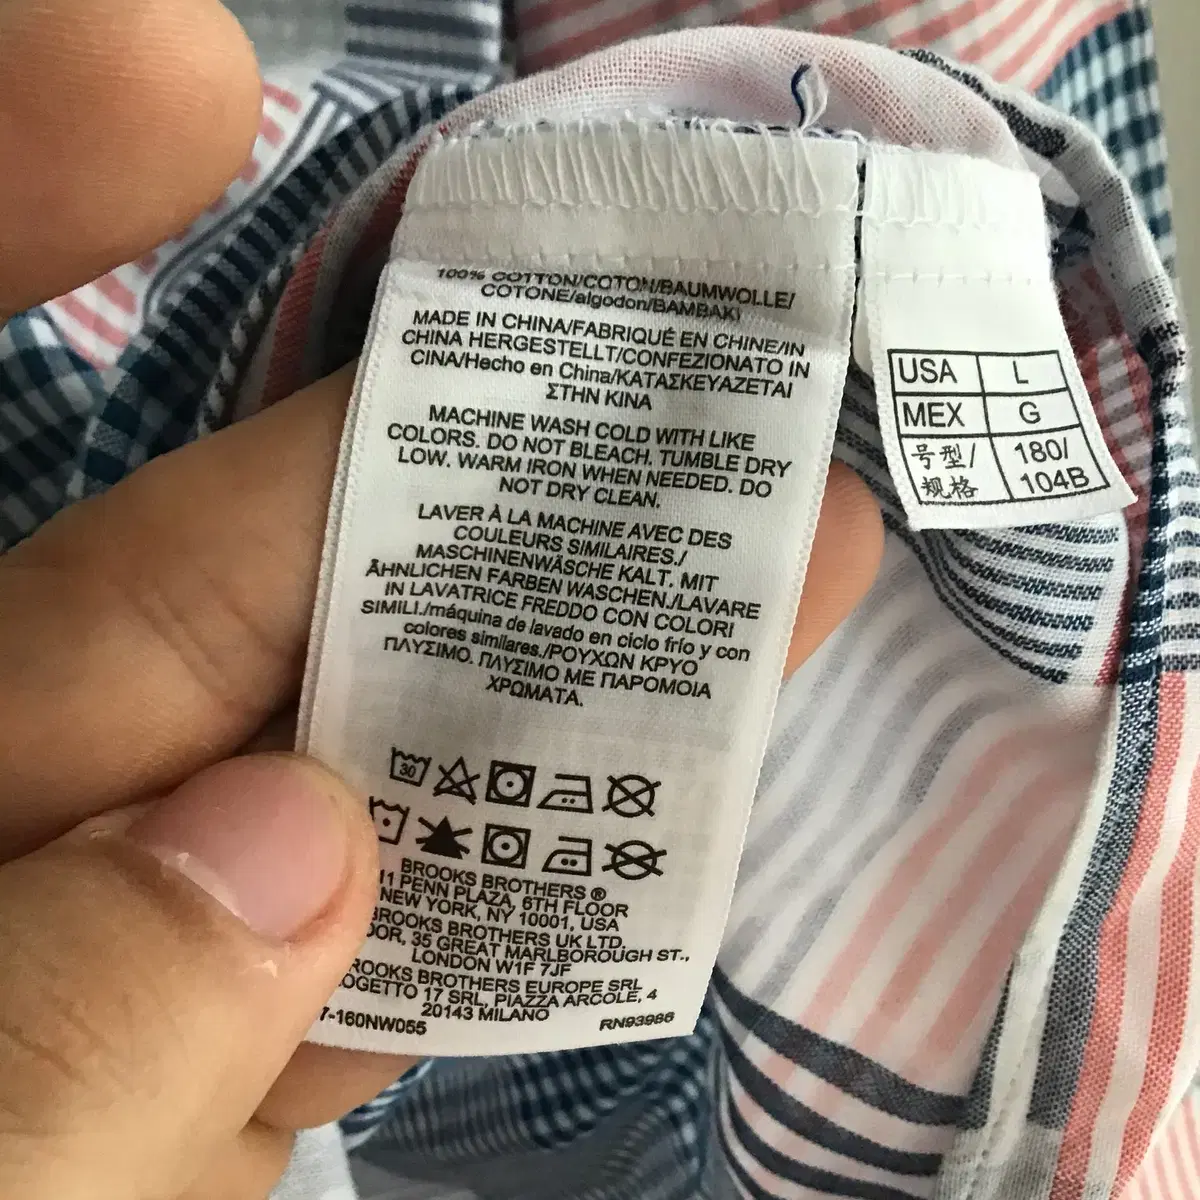 100% COTTON/COTON/BAUMWOLLE/
COTONE/algodon/BAMBAKI
MADE IN CHINA/FABRIQUÉ EN CHINE/IN
CHINA HERGESTELLT/CONFEZIONATO IN
CINA/Hecho en China/ΚΑΤΑΣΚΕΥΑΖΕΤΑΙ
ΣΤΗΝ ΚΙΝΑ
MACHINE WASH COLD WITH LIKE
COLORS. DO NOT BLEACH. TUMBLE DRY
LOW. WARM IRON WHEN NEEDED. DO
NOT DRY CLEAN.
LAVER À LA MACHINE AVEC DES
COULEURS SIMILAIRES./
MASCHINENWÄSCHE KALT. MIT
ÄHNLICHEN FARBEN WASCHEN./LAVARE
IN LAVATRICE FREDDO CON COLORI
SIMILI./máquina de lavado en ciclo frío y con
colores similares./ΡΟΥΧΩΝ ΚΡΥΟ
ΠΛΥΣΙΜΟ. ΠΛΥΣΙΜΟ ΜΕ ΠΑΡΟΜΟΙΑ
ΧΡΩΜΑΤΑ.
30
BROOKS BROTHERS ®
11 PENN PLAZA, 6TH FLOOR
NEW YORK, NY 10001, USA
BROOKS BROTHERS UK LTD.
35 GREAT MARLBOROUGH ST.,
LONDON W1F 7JF
BROOKS BROTHERS EUROPE SRL
17 SRL, PIAZZA ARCOLE, 4
20143 MILANO
7-160NW055 RN93986
USA L
MEX G
号型/ 180/
规格 104B